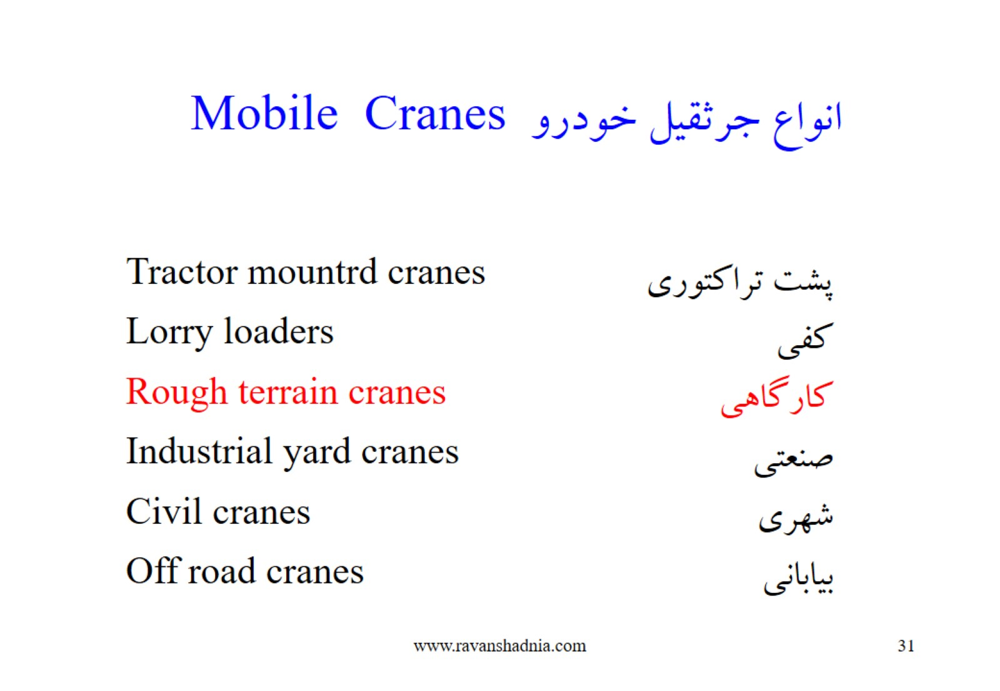 انواع جرثقیل خودرو Mobile Cranes
Tractor mountrd cranes پشت تراکتوری
Lorry loaders کفی
Rough terrain cranes کارگاهی
Industrial yard cranes صنعتی
Civil cranes شهری
Off road cranes بیابانی
www.ravanshadnia.com 31